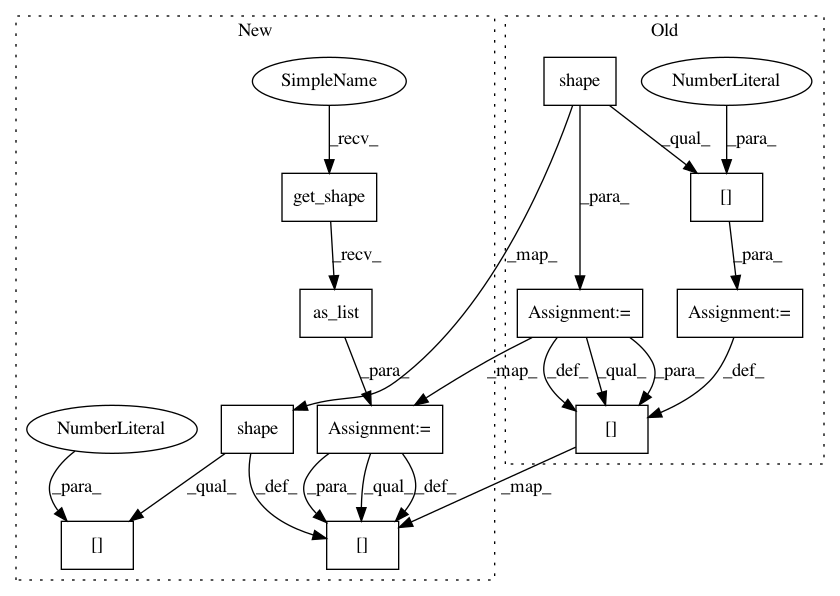 New
Old
SimpleName
shape
NumberLiteral
_recv_
_qual_
_para_
get_shape
[]
_para_
_recv_
_map_
_para_
as_list
Assignment:=
Assignment:=
_para_
_map_
_def_
_qual_
_para_
_def_
NumberLiteral
shape
Assignment:=
[]
_para_
_qual_
_def_
_para_
_qual_
_def_
_map_
[]
[]